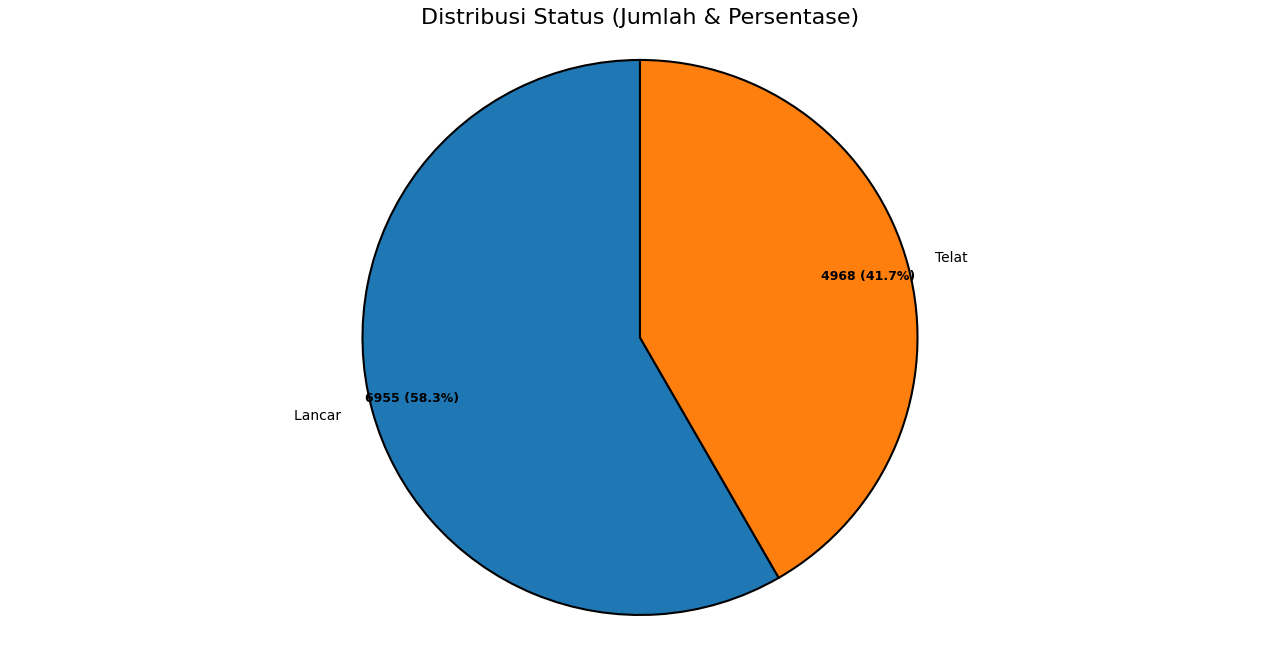 Distribusi Status (Jumlah & Persentase)
Telat
4968 (41.7%)
6955 (58.3%)
Lancar